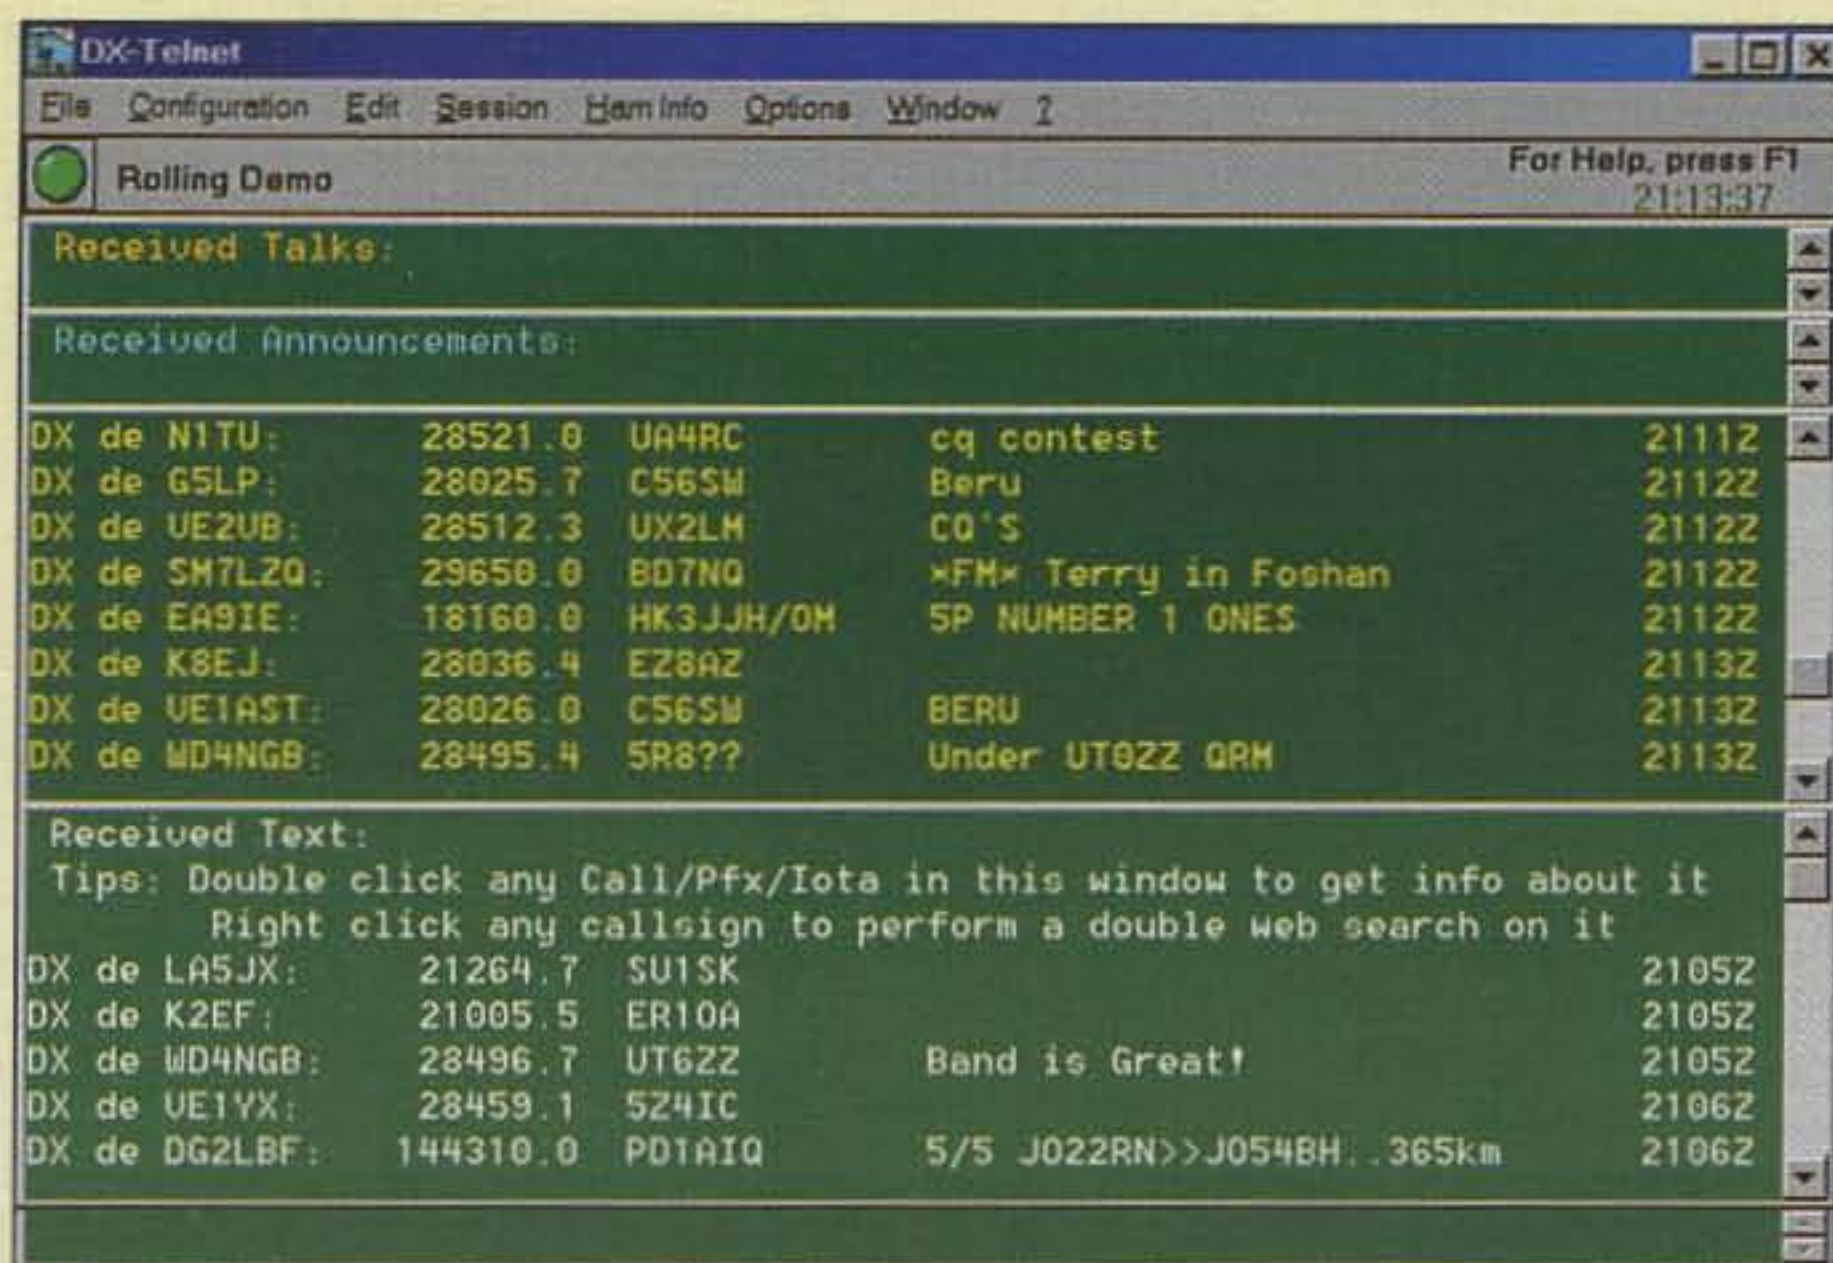 DX-Telnet
File Configuration Edit Session Ham Info Options Window ?
Rolling Demo
For Help, press F1
21:13:37
Received Talks:
Received Announcements:
DX de N1TU: 28521.0 UA4RC cq contest 2111Z
DX de G5LP: 28025.7 C56SW Beru 2112Z
DX de VE2VB: 28512.3 UX2LM CQ'S 2112Z
DX de SM7LZQ: 29650.0 BD7NQ *FM* Terry in Foshan 2112Z
DX de EA9IE: 18160.0 HK3JJH/0M 5P NUMBER 1 ONES 2112Z
DX de K8EJ: 28036.4 EZ8AZ 2113Z
DX de VE1AST: 28026.0 C56SW BERU 2113Z
DX de WD4NGB: 28495.4 5R8?? Under UT0ZZ QRM 2113Z
Received Text:
Tips: Double click any Call/Pfx/Iota in this window to get info about it
Right click any callsign to perform a double web search on it
DX de LA5JX: 21264.7 SU1SK 2105Z
DX de K2EF: 21005.5 ER1OA 2105Z
DX de WD4NGB: 28496.7 UT6ZZ Band is Great! 2105Z
DX de VE1YX: 28459.1 5Z4IC 2106Z
DX de DG2LBF: 144310.0 PD1AIQ 5/5 JO22RN>>JO54BH..365km 2106Z